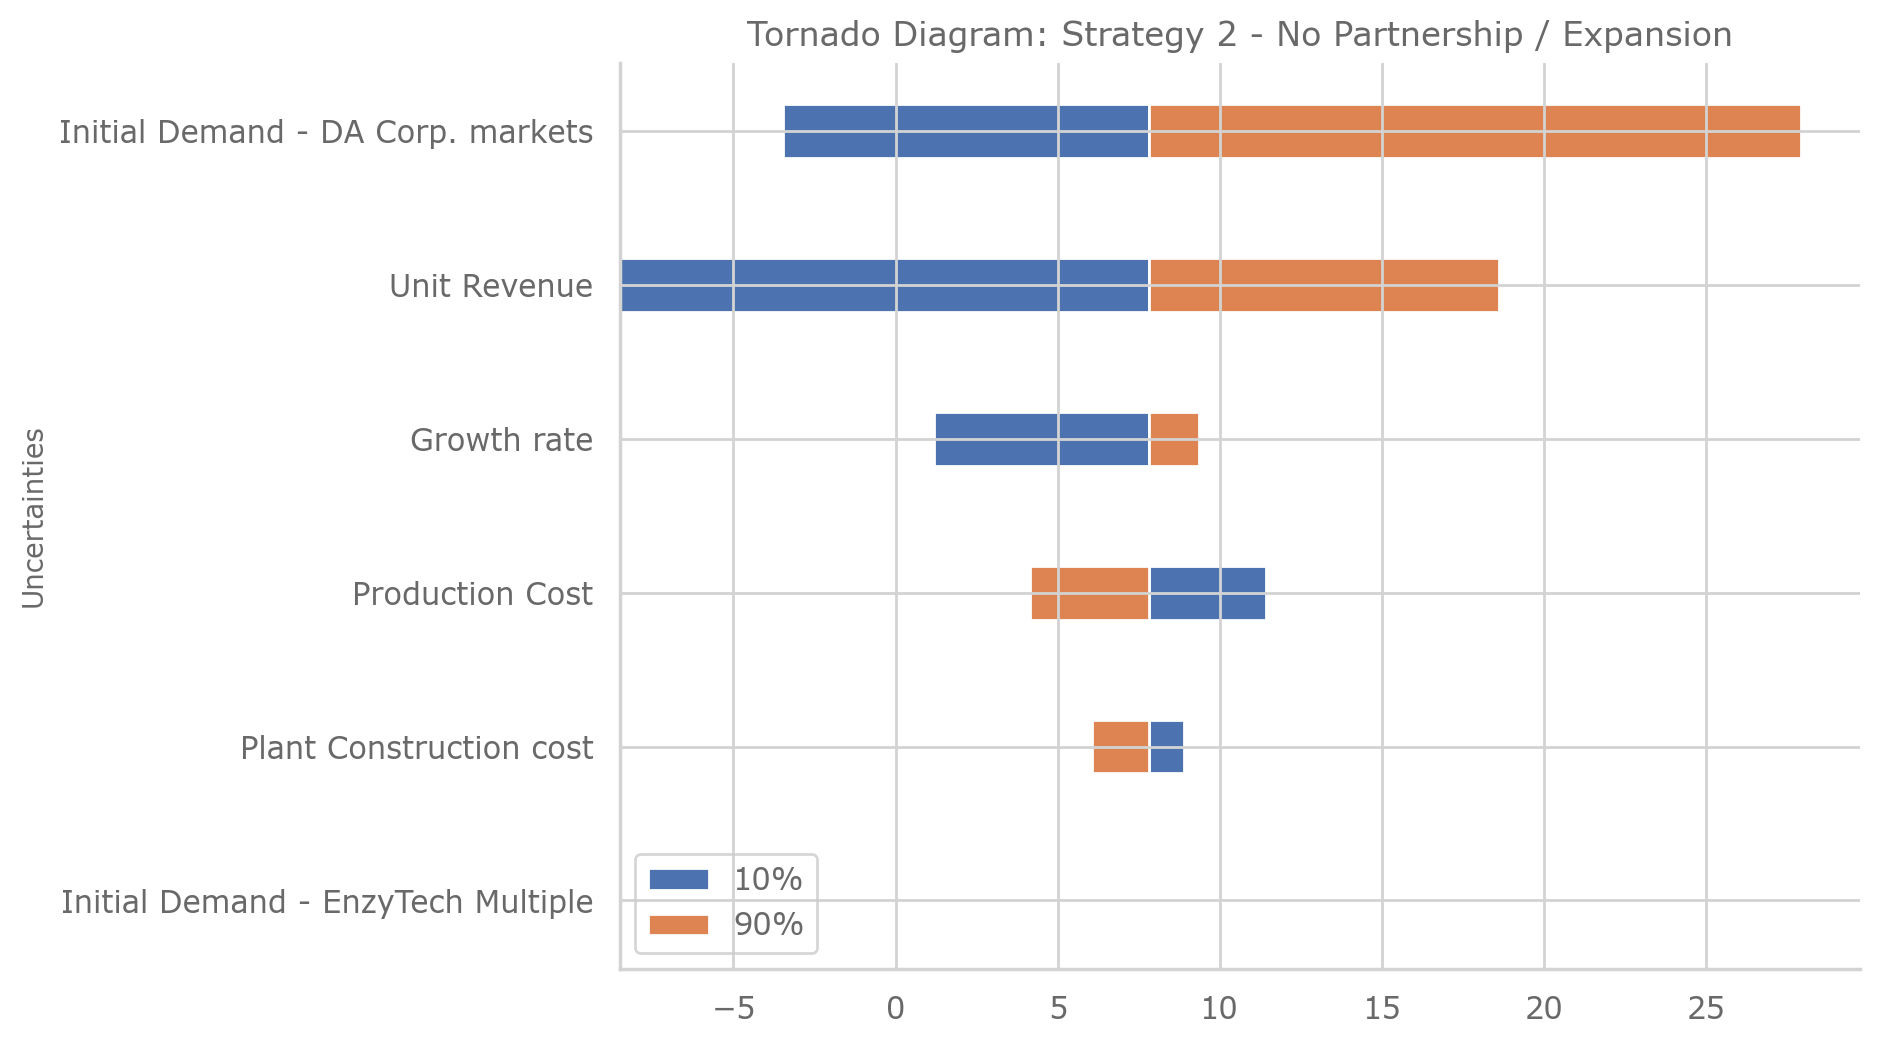 Tornado Diagram: Strategy 2 - No Partnership / Expansion
Uncertainties
Initial Demand - DA Corp. markets
Unit Revenue
Growth rate
Production Cost
Plant Construction cost
Initial Demand - EnzyTech Multiple
10%
90%
−5 0 5 10 15 20 25